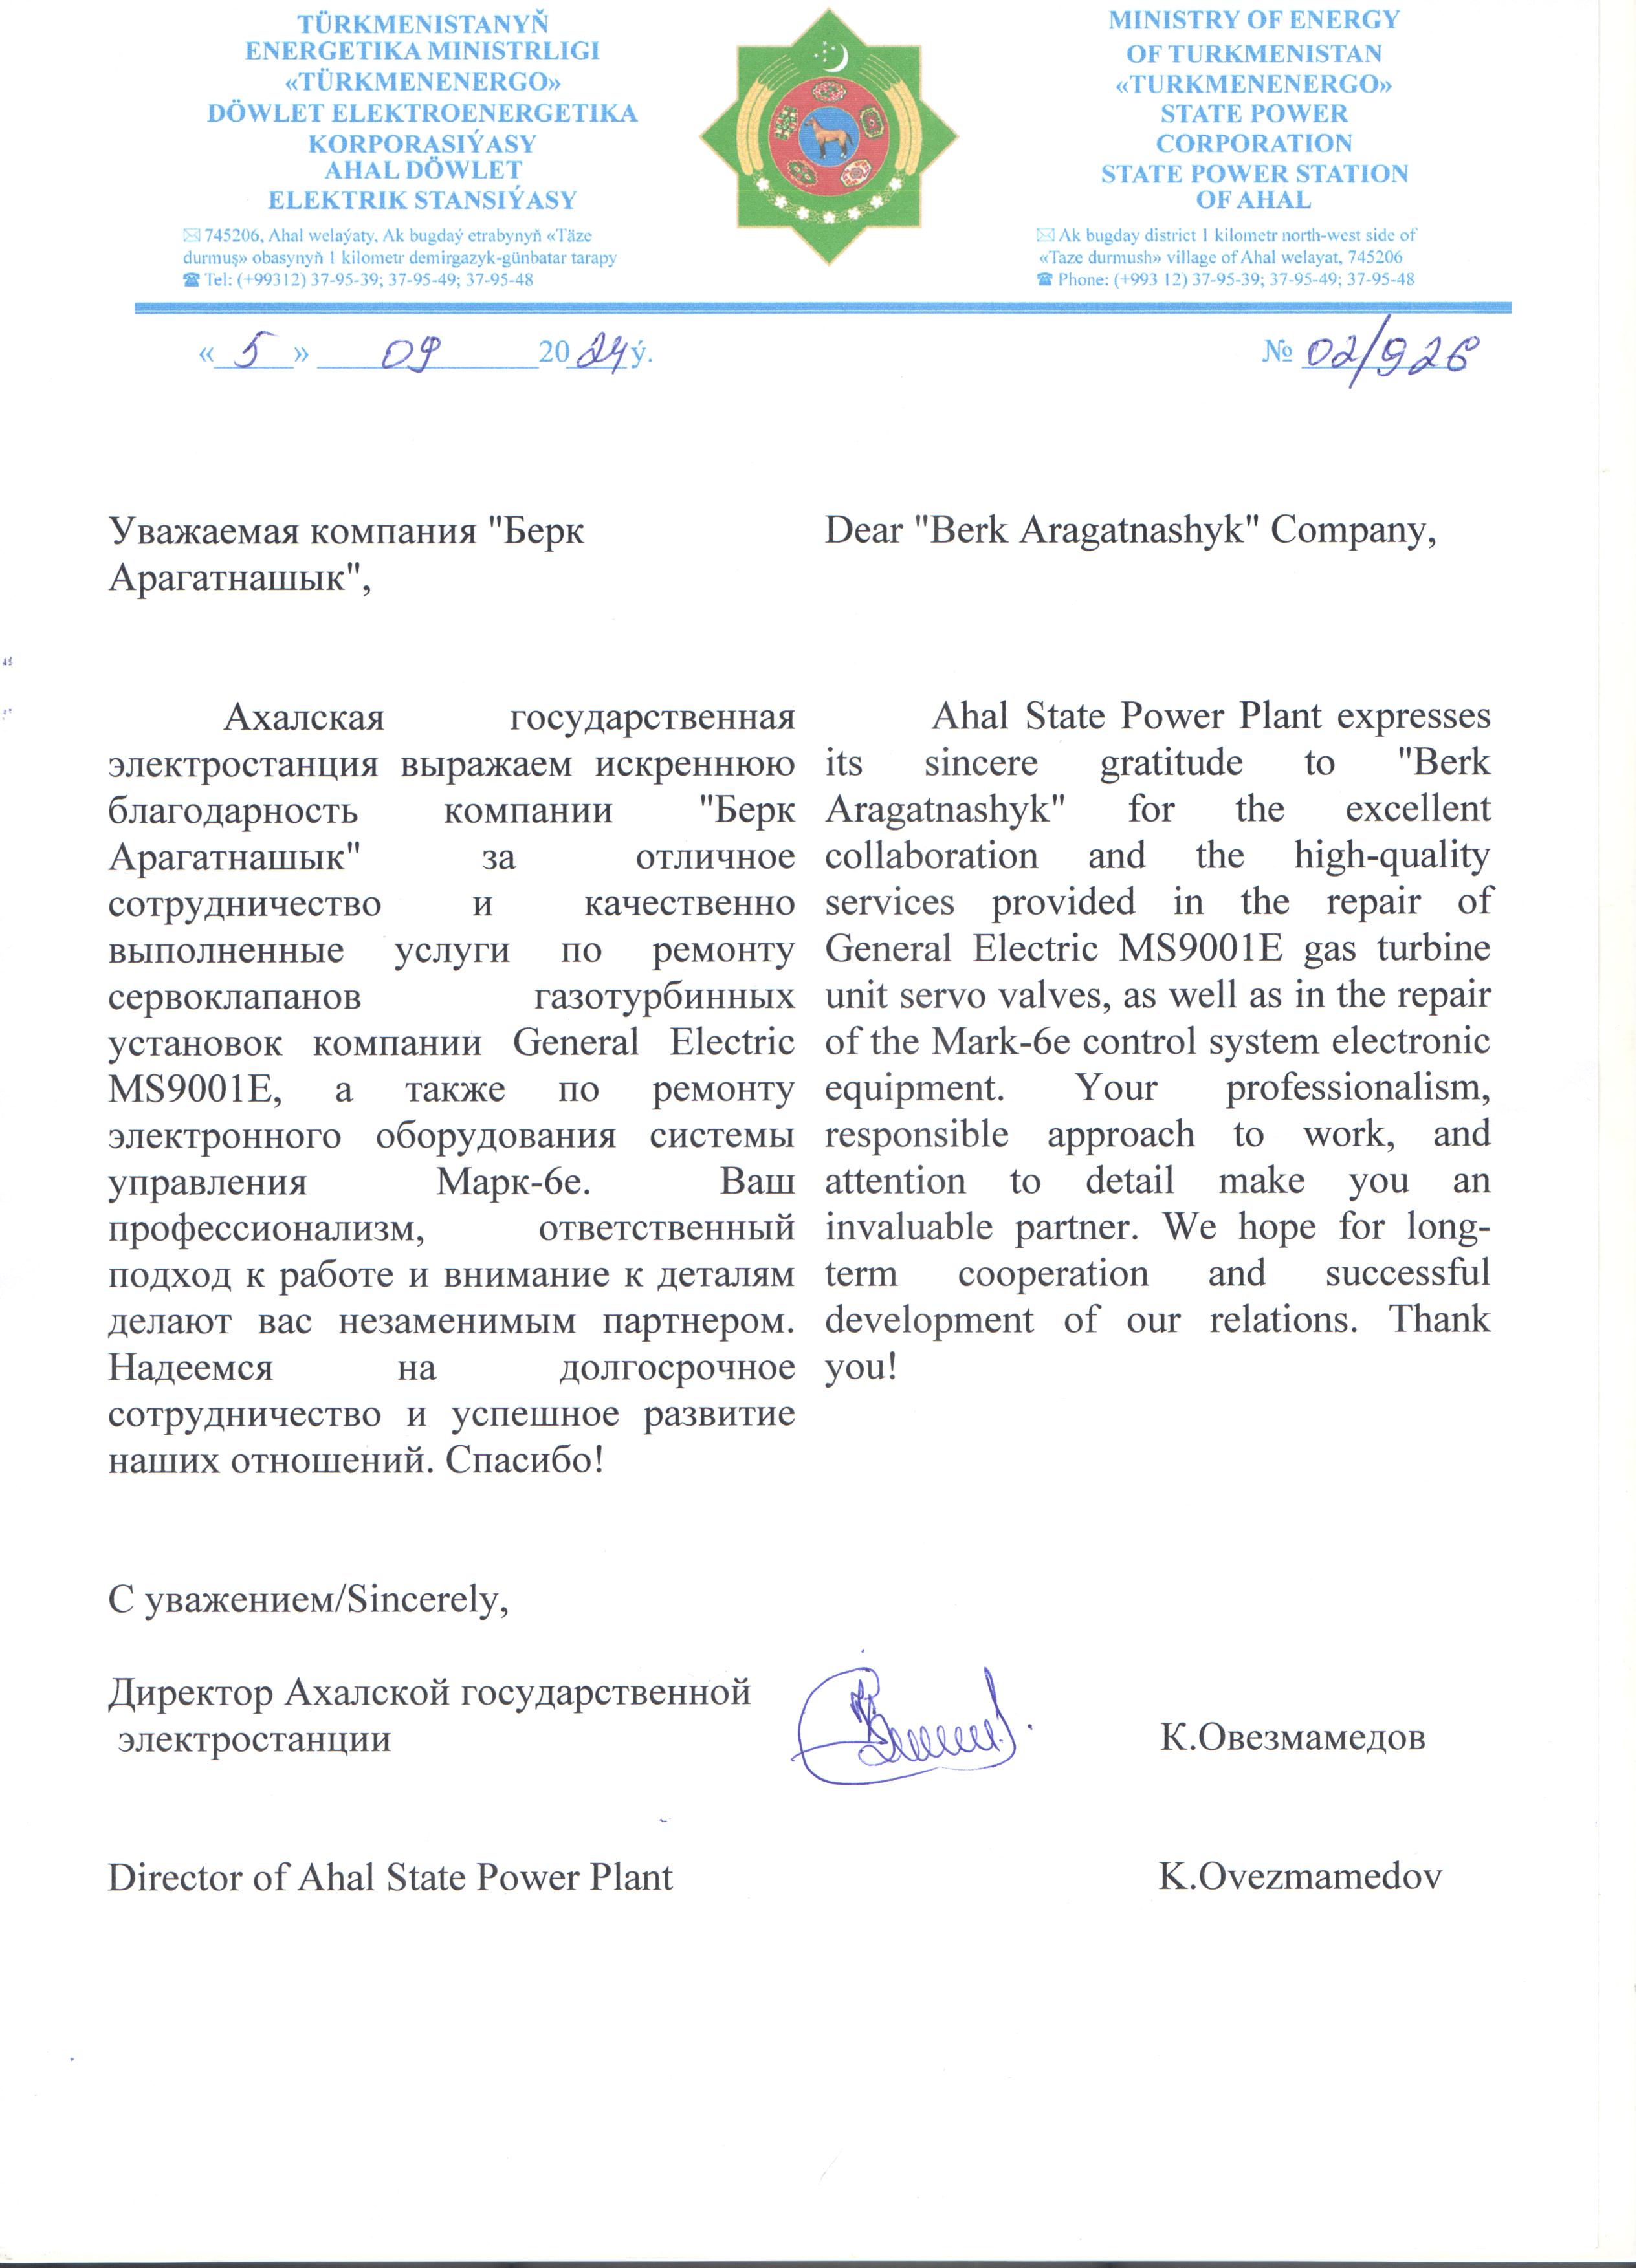 TÜRKMENISTANYŇ
ENERGETIKA MINISTRLIGI
«TÜRKMENENERGO»
DÖWLET ELEKTROENERGETIKA
KORPORASIÝASY
AHAL DÖWLET
ELEKTRIK STANSIÝASY
✉ 745206, Ahal welaýaty, Ak bugdaý etrabynyň «Täze
durmuş» obasynyň 1 kilometr demirgazyk-günbatar tarapy
☎ Tel: (+99312) 37-95-39; 37-95-49; 37-95-48
MINISTRY OF ENERGY
OF TURKMENISTAN
«TURKMENENERGO»
STATE POWER
CORPORATION
STATE POWER STATION
OF AHAL
✉ Ak bugday district 1 kilometr north-west side of
«Taze durmush» village of Ahal welayat, 745206
☎ Phone: (+993 12) 37-95-39; 37-95-49; 37-95-48
« 5 » 09 2024 ý.
№ 02/926
Уважаемая компания "Берк
Арагатнашык",
Ахалская государственная
электростанция выражаем искреннюю
благодарность компании "Берк
Арагатнашык" за отличное
сотрудничество и качественно
выполненные услуги по ремонту
сервоклапанов газотурбинных
установок компании General Electric
MS9001E, а также по ремонту
электронного оборудования системы
управления Марк-6е. Ваш
профессионализм, ответственный
подход к работе и внимание к деталям
делают вас незаменимым партнером.
Надеемся на долгосрочное
сотрудничество и успешное развитие
наших отношений. Спасибо!
Dear "Berk Aragatnashyk" Company,
Ahal State Power Plant expresses
its sincere gratitude to "Berk
Aragatnashyk" for the excellent
collaboration and the high-quality
services provided in the repair of
General Electric MS9001E gas turbine
unit servo valves, as well as in the repair
of the Mark-6e control system electronic
equipment. Your professionalism,
responsible approach to work, and
attention to detail make you an
invaluable partner. We hope for long-
term cooperation and successful
development of our relations. Thank
you!
С уважением/Sincerely,
Директор Ахалской государственной
электростанции
К.Овезмамедов
Director of Ahal State Power Plant
K.Ovezmamedov